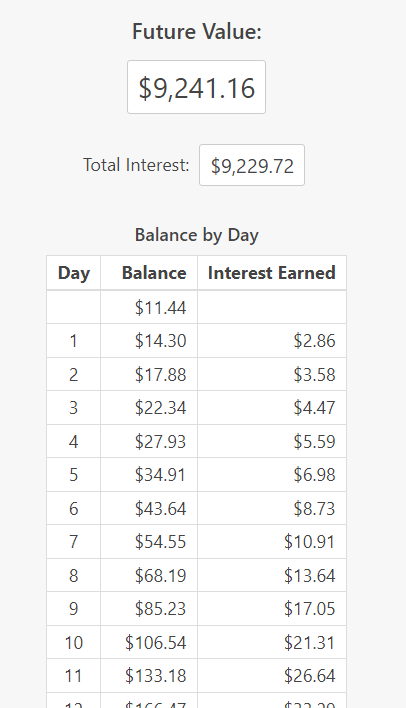 Future Value:
$9,241.16
Total Interest: $9,229.72
Balance by Day
Day Balance Interest Earned
$11.44
1 $14.30 $2.86
2 $17.88 $3.58
3 $22.34 $4.47
4 $27.93 $5.59
5 $34.91 $6.98
6 $43.64 $8.73
7 $54.55 $10.91
8 $68.19 $13.64
9 $85.23 $17.05
10 $106.54 $21.31
11 $133.18 $26.64